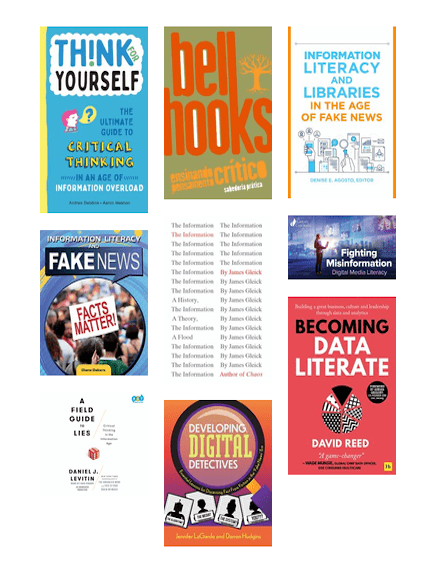 TH!NK
FOR
YOURSELF
THE
ULTIMATE
GUIDE TO
CRITICAL
THINKING
IN AN AGE OF
INFORMATION OVERLOAD
bell
hooks
ensinando
pensamento crítico
sabedoria prática
INFORMATION
LITERACY
AND
LIBRARIES
IN THE AGE
OF FAKE NEWS
DENISE E. AGOSTO, EDITOR
INFORMATION LITERACY
AND
FAKE NEWS
FACTS
MATTER!
Diane Dakers
The Information The Information
The Information The Information
The Information The Information
The Information The Information
The Information The Information
The Information By James Gleick
The Information By James Gleick
The Information By James Gleick
A History, By James Gleick
The Information By James Gleick
A Theory, By James Gleick
The Information By James Gleick
A Flood By James Gleick
The Information By James Gleick
The Information By James Gleick
The Information By James Gleick
The Information Author of Chaos
Fighting
Misinformation
Digital Media Literacy
Building a great business, culture and leadership
through data and analytics
BECOMING
DATA
LITERATE
DAVID REED
"A game-changer"
A
FIELD
GUIDE
TO
LIES
Critical
Thinking
in the
Information
Age
DANIEL J.
LEVITIN
DEVELOPING
DIGITAL
DETECTIVES
Jennifer LaGarde and Darren Hudgins